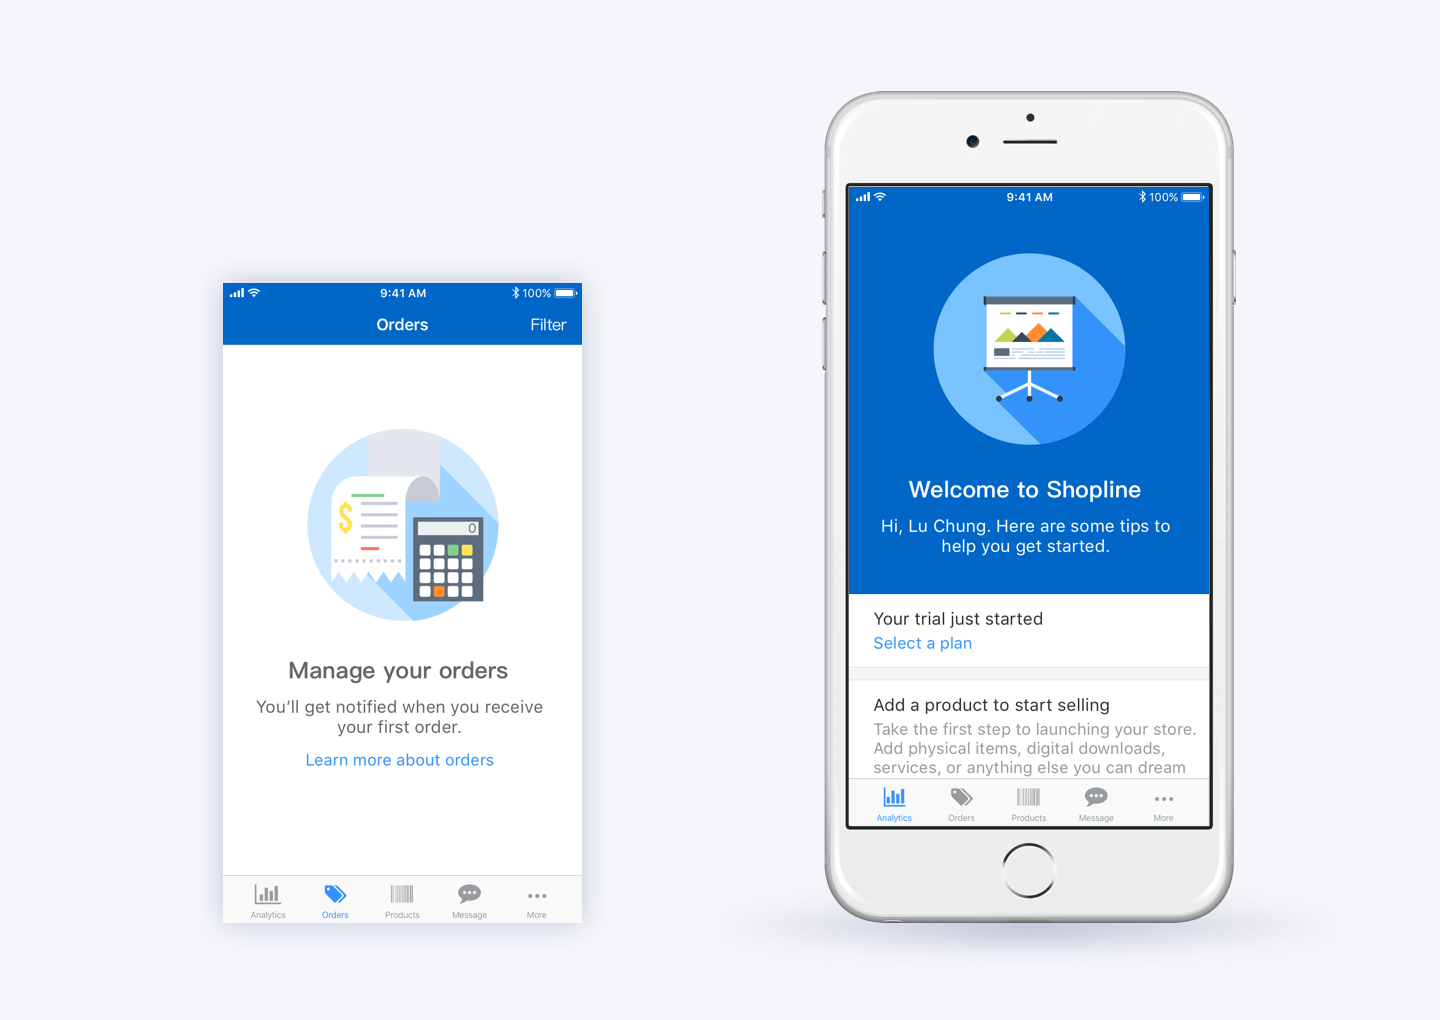 9:41 AM
100%
Orders
Filter
$
0
Manage your orders
You'll get notified when you receive
your first order.
Learn more about orders
Analytics
Orders
Products
Message
More
9:41 AM
100%
Welcome to Shopline
Hi, Lu Chung. Here are some tips to
help you get started.
Your trial just started
Select a plan
Add a product to start selling
Take the first step to launching your store.
Add physical items, digital downloads,
services, or anything else you can dream
Analytics
Orders
Products
Message
More